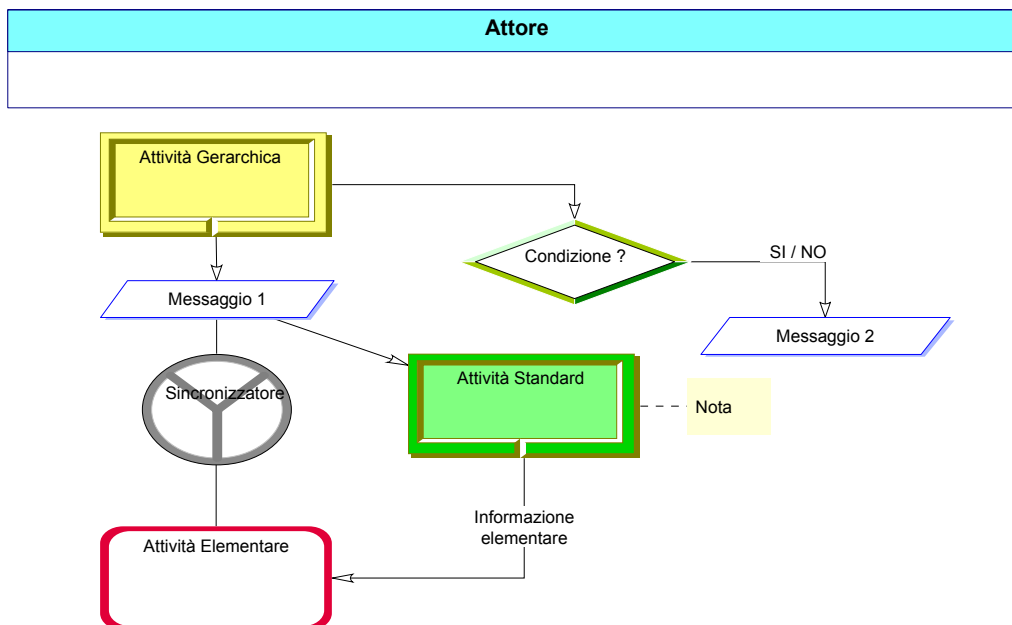 Attore
Attività Gerarchica
Condizione ?
SI / NO
Messaggio 1
Messaggio 2
Sincronizzatore
Attività Standard
Nota
Informazione
elementare
Attività Elementare